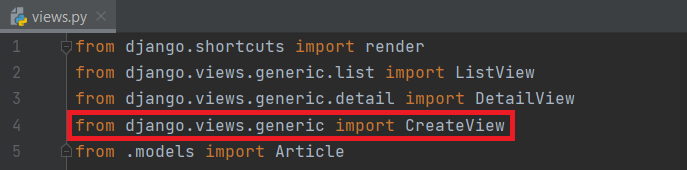 views.py
1 from django.shortcuts import render
2 from django.views.generic.list import ListView
3 from django.views.generic.detail import DetailView
4 from django.views.generic import CreateView
5 from .models import Article